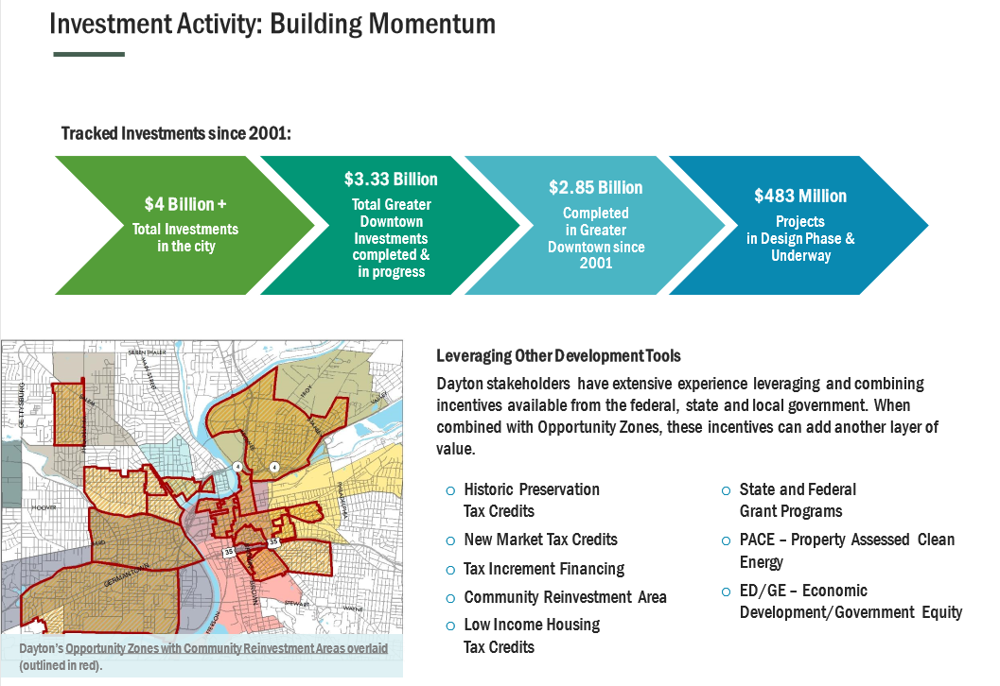 Investment Activity: Building Momentum
Tracked Investments since 2001:
$4 Billion +
Total Investments
in the city
$3.33 Billion
Total Greater
Downtown
Investments
completed &
in progress
$2.85 Billion
Completed
in Greater
Downtown since
2001
$483 Million
Projects
in Design Phase &
Underway
SIEBENTHALER
MAIN STREET
GETTYSBURG
SALEM
TROY
VALLEY
STANLEY
4
4
HOOVER
35
35
GERMANTOWN
BROWN
STEWART
WAYNE
Dayton's Opportunity Zones with Community Reinvestment Areas overlaid
(outlined in red).
Leveraging Other Development Tools
Dayton stakeholders have extensive experience leveraging and combining
incentives available from the federal, state and local government. When
combined with Opportunity Zones, these incentives can add another layer of
value.
Historic Preservation
Tax Credits
New Market Tax Credits
Tax Increment Financing
Community Reinvestment Area
Low Income Housing
Tax Credits
State and Federal
Grant Programs
PACE – Property Assessed Clean
Energy
ED/GE – Economic
Development/Government Equity